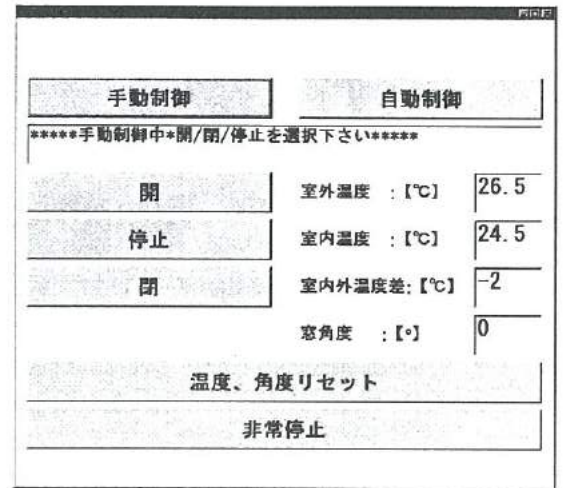 手動制御 自動制御
*****手動制御中*開/閉/停止を選択下さい*****
開 室外温度 :【℃】 26.5
停止 室内温度 :【℃】 24.5
閉 室内外温度差:【℃】 -2
窓角度 :【°】 0
温度、角度リセット
非常停止